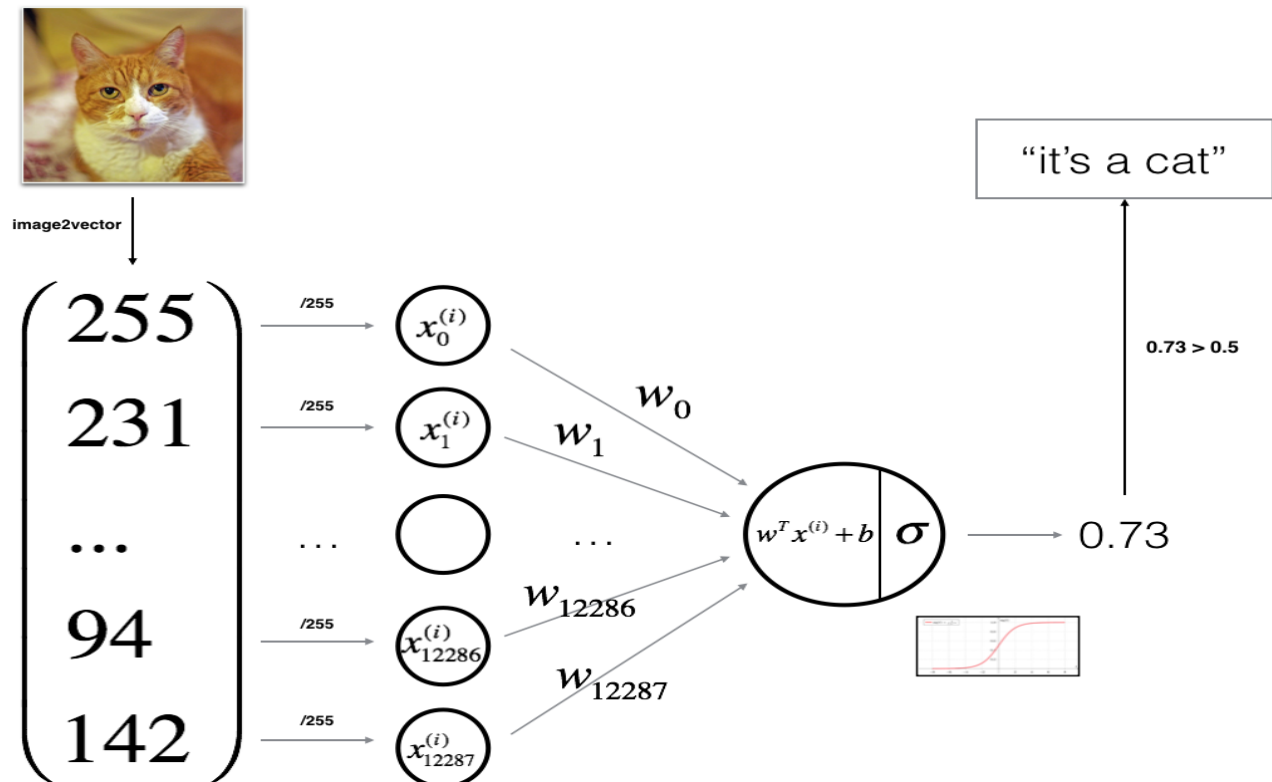 image2vector
255
/255
x₀⁽ⁱ⁾
231
/255
x₁⁽ⁱ⁾
...
...
94
/255
x₁₂₂₈₆⁽ⁱ⁾
142
/255
x₁₂₂₈₇⁽ⁱ⁾
w₀
w₁
...
w₁₂₂₈₆
w₁₂₂₈₇
wᵀx⁽ⁱ⁾ + b
σ
0.73
0.73 > 0.5
“it’s a cat”